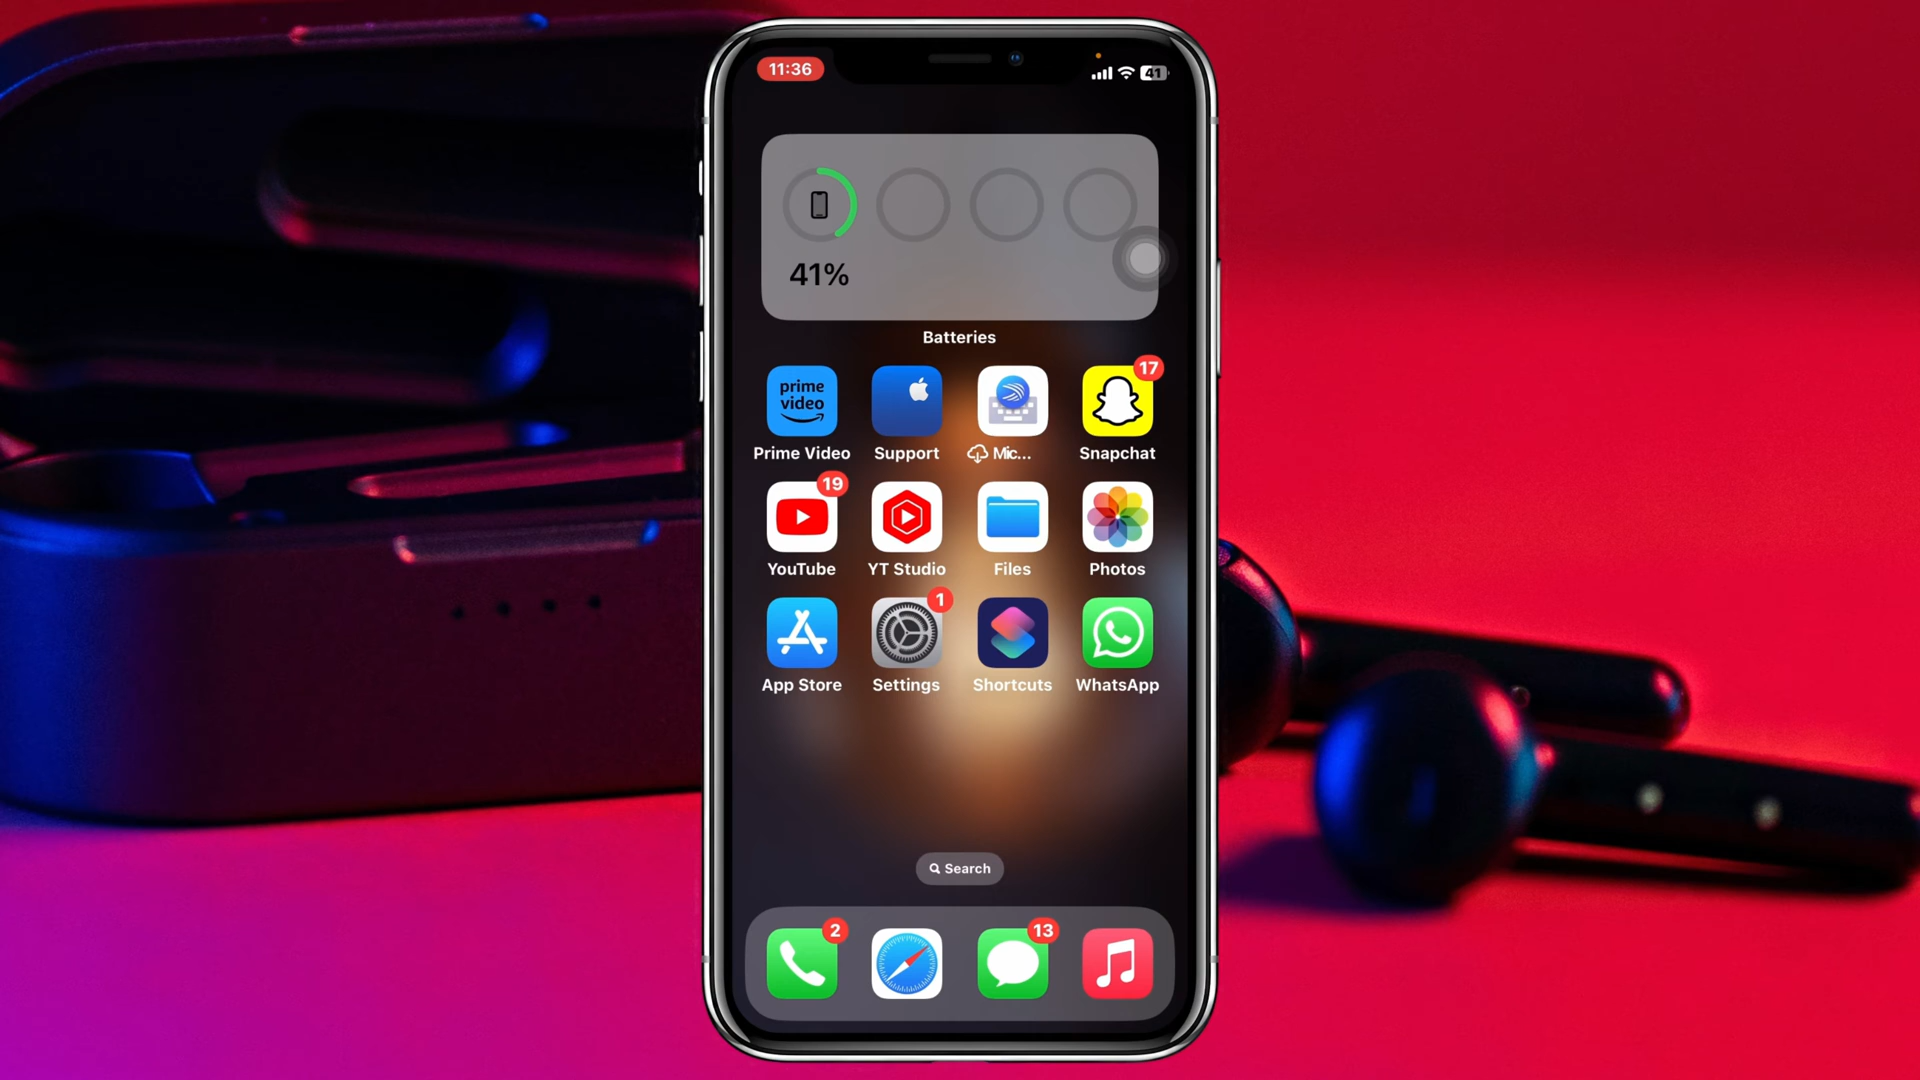 11:36
41
41%
Batteries
prime
video
17
Prime Video
Support
Mic...
Snapchat
19
YouTube
YT Studio
Files
Photos
1
App Store
Settings
Shortcuts
WhatsApp
Search
2
13